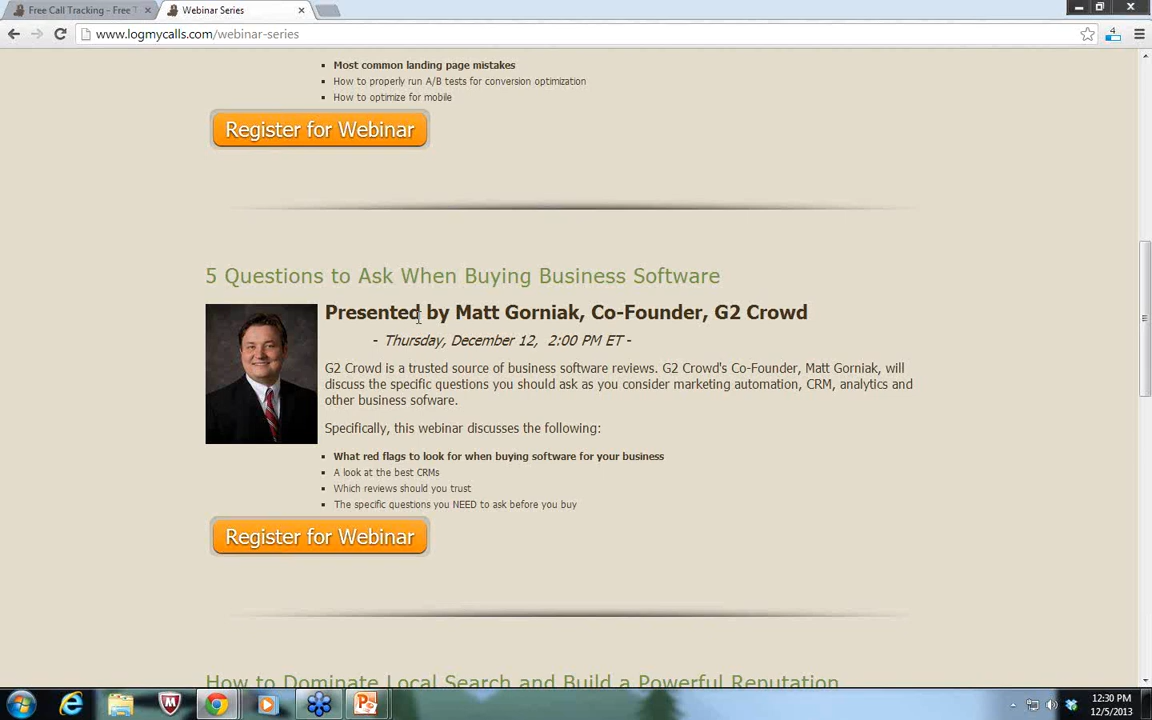 Free Call Tracking - Free T
Webinar Series
www.logmycalls.com/webinar-series
4
Most common landing page mistakes
How to properly run A/B tests for conversion optimization
How to optimize for mobile
Register for Webinar
5 Questions to Ask When Buying Business Software
Presented by Matt Gorniak, Co-Founder, G2 Crowd
- Thursday, December 12, 2:00 PM ET -
G2 Crowd is a trusted source of business software reviews. G2 Crowd's Co-Founder, Matt Gorniak, will
discuss the specific questions you should ask as you consider marketing automation, CRM, analytics and
other business sofware.
Specifically, this webinar discusses the following:
What red flags to look for when buying software for your business
A look at the best CRMs
Which reviews should you trust
The specific questions you NEED to ask before you buy
Register for Webinar
How to Dominate Local Search and Build a Powerful Reputation
12:30 PM
12/5/2013